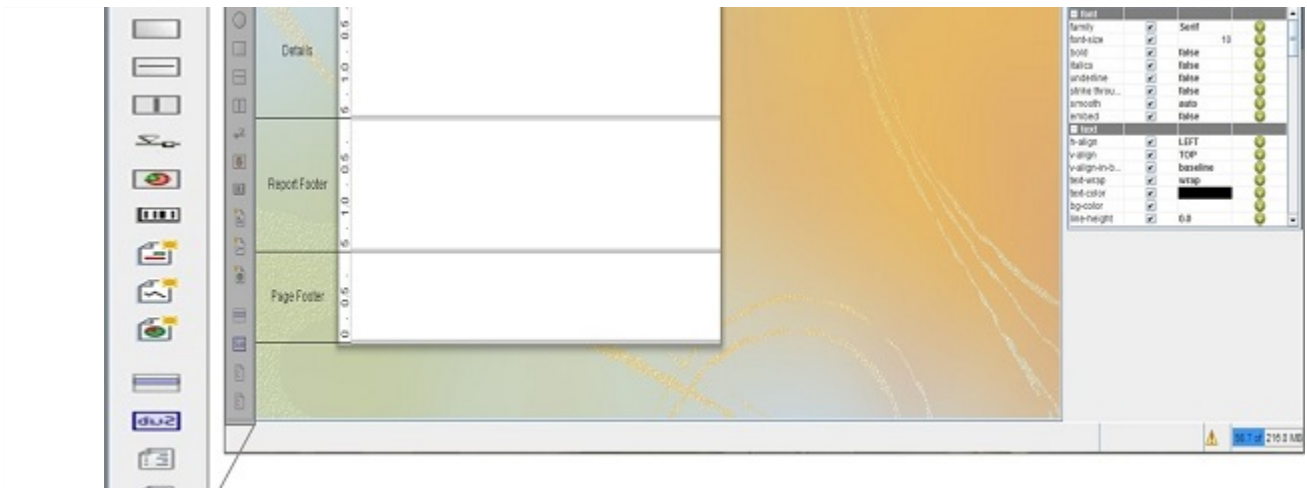 font
family Serif
font-size 10
bold false
italics false
underline false
strike throu... false
smooth auto
embed false
text
h-align LEFT
v-align TOP
v-align-in-b... baseline
text-wrap wrap
text-color
bg-color
line-height 0.0
Details
Report Footer
Page Footer
Sub
216.0 MB